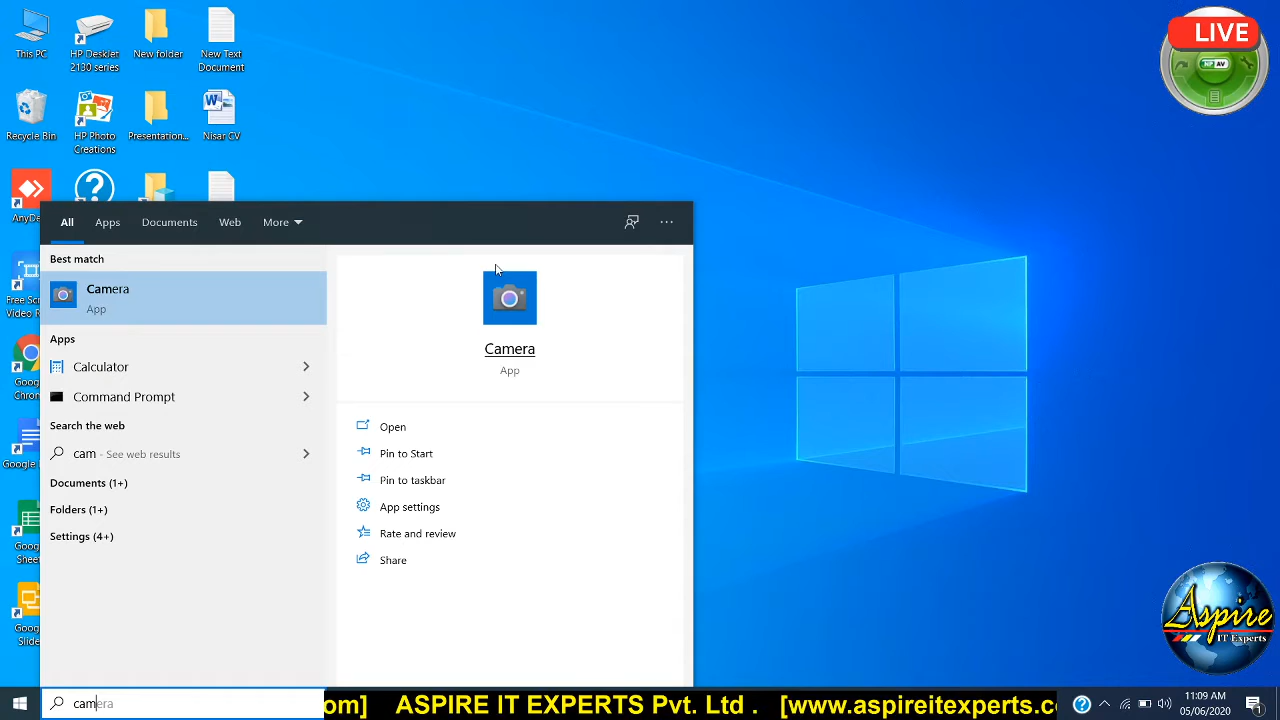 This PC
HP Deskjet
2130 series
New folder
New Text
Document
LIVE
HP AV
Recycle Bin
HP Photo
Creations
Presentation...
Nisar CV
AnyDe
All
Apps
Documents
Web
More
Best match
Camera
App
Camera
App
Apps
Calculator
Command Prompt
Search the web
cam - See web results
Documents (1+)
Folders (1+)
Settings (4+)
Open
Pin to Start
Pin to taskbar
App settings
Rate and review
Share
Free Scr
Video R
Goog
Chron
Google
Goog
Sheet
Goog
Slide
Aspire
IT Experts
camera
om] ASPIRE IT EXPERTS Pvt. Ltd . [www.aspireitexperts.c
11:09 AM
05/06/2020